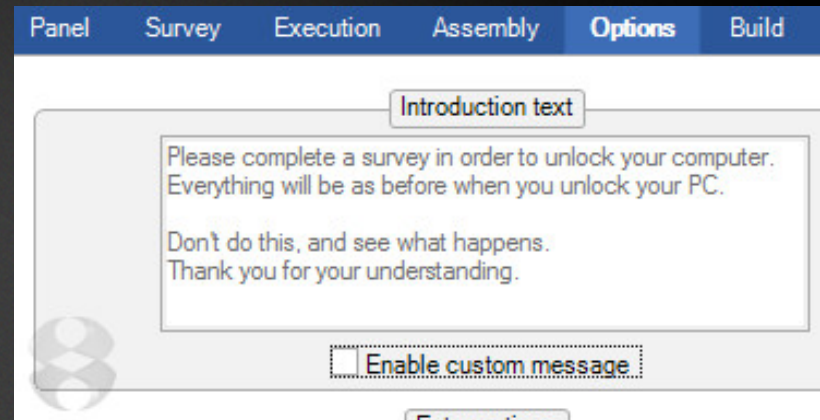 Panel Survey Execution Assembly Options Build
Introduction text
Please complete a survey in order to unlock your computer.
Everything will be as before when you unlock your PC.
Don't do this, and see what happens.
Thank you for your understanding.
Enable custom message